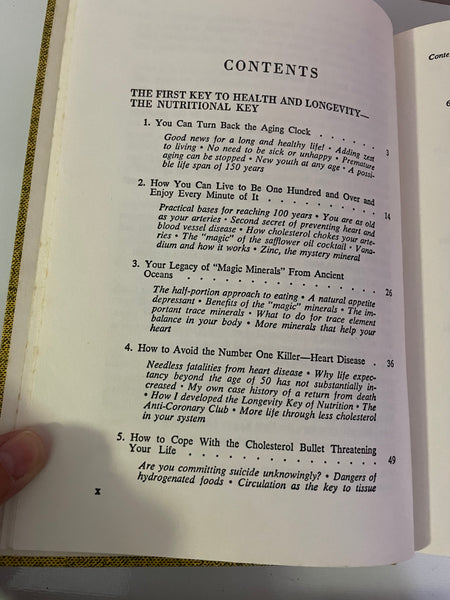 CONTENTS
THE FIRST KEY TO HEALTH AND LONGEVITY—
THE NUTRITIONAL KEY
1. You Can Turn Back the Aging Clock . . . . . . 3
Good news for a long and healthy life! • Adding zest
to living • No need to be sick or unhappy • Premature
aging can be stopped • New youth at any age • A possi-
ble life span of 150 years
2. How You Can Live to Be One Hundred and Over and
Enjoy Every Minute of It . . . . . . . . . . 14
Practical bases for reaching 100 years • You are as old
as your arteries • Second secret of preventing heart and
blood vessel disease • How cholesterol chokes your arte-
ries • The "magic" of the safflower oil cocktail • Vana-
dium and how it works • Zinc, the mystery mineral
3. Your Legacy of "Magic Minerals" From Ancient
Oceans . . . . . . . . . . . . . . . . . . 26
The half-portion approach to eating • A natural appetite
depressant • Benefits of the "magic" minerals • The im-
portant trace minerals • What to do for trace element
balance in your body • More minerals that help your
heart
4. How to Avoid the Number One Killer—Heart Disease . 36
Needless fatalities from heart disease • Why life expec-
tancy beyond the age of 50 has not substantially in-
creased • My own case history of a return from death
• How I developed the Longevity Key of Nutrition • The
Anti-Coronary Club • More life through less cholesterol
in your system
5. How to Cope With the Cholesterol Bullet Threatening
Your Life . . . . . . . . . . . . . . . . . 49
Are you committing suicide unknowingly? • Dangers of
hydrogenated foods • Circulation as the key to tissue
x
Conte
6